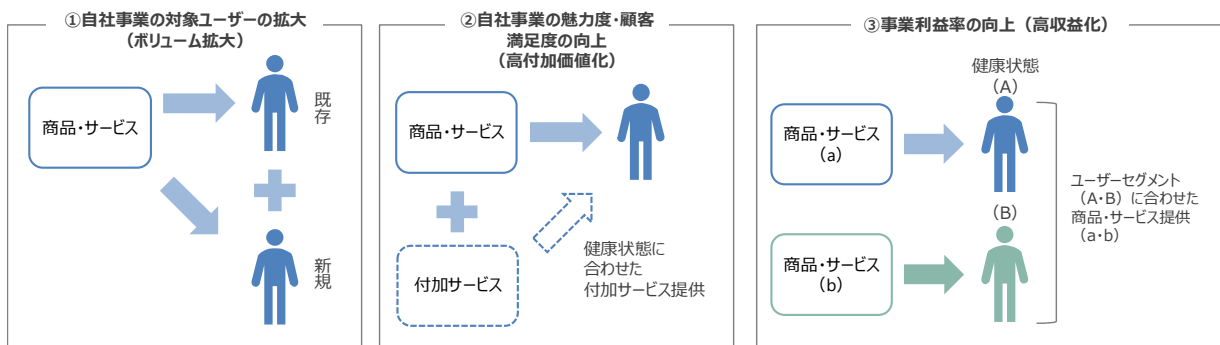 ①自社事業の対象ユーザーの拡大
（ボリューム拡大）
商品・サービス
既存
新規
②自社事業の魅力度・顧客
満足度の向上
（高付加価値化）
商品・サービス
付加サービス
健康状態に
合わせた
付加サービス提供
③事業利益率の向上（高収益化）
健康状態
（A）
商品・サービス
（a）
（B）
商品・サービス
（b）
ユーザーセグメント
（A・B）に合わせた
商品・サービス提供
（a・b）